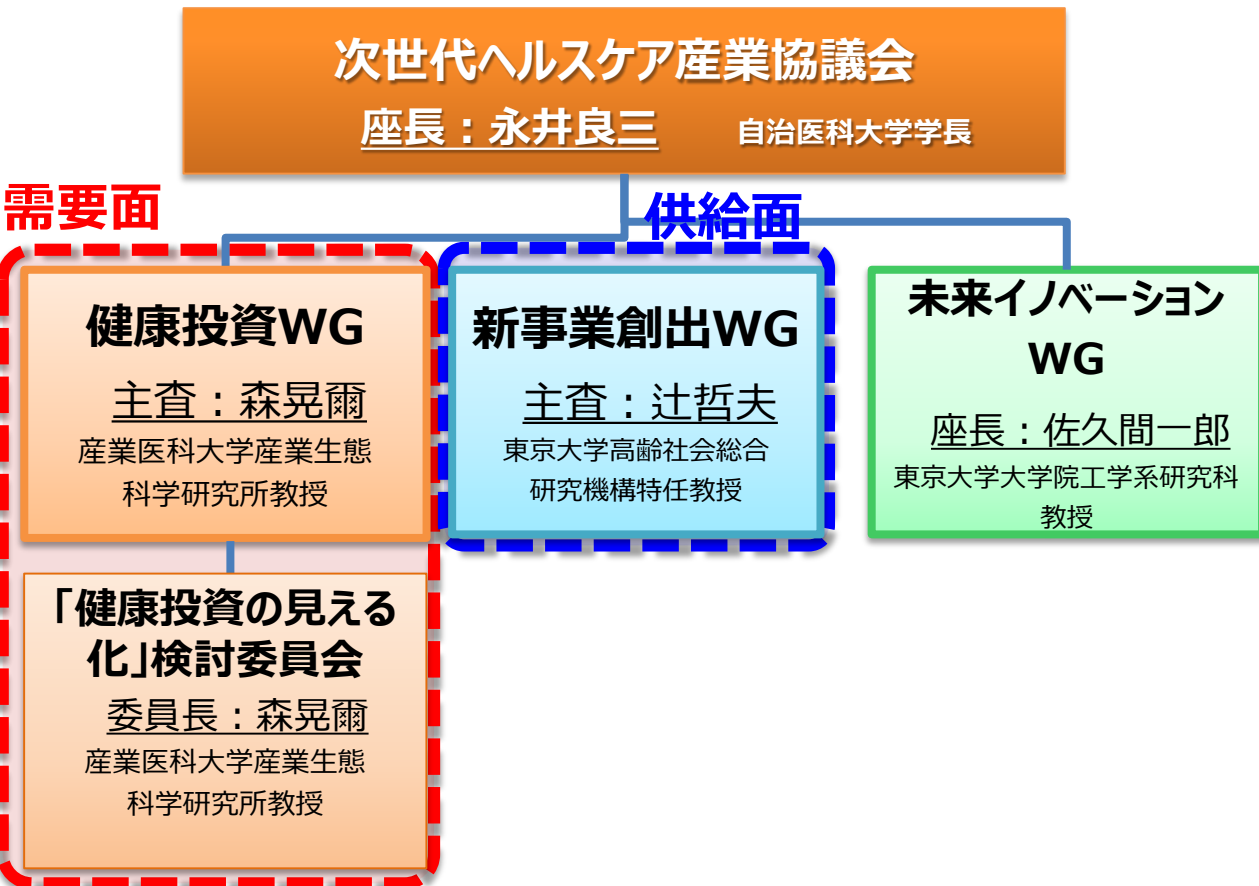 次世代ヘルスケア産業協議会
座長:永井良三 自治医科大学学長
需要面
供給面
健康投資WG
主査:森晃爾
産業医科大学産業生態
科学研究所教授
新事業創出WG
主査:辻哲夫
東京大学高齢社会総合
研究機構特任教授
未来イノベーション
WG
座長:佐久間一郎
東京大学大学院工学系研究科
教授
「健康投資の見える
化」検討委員会
委員長:森晃爾
産業医科大学産業生態
科学研究所教授